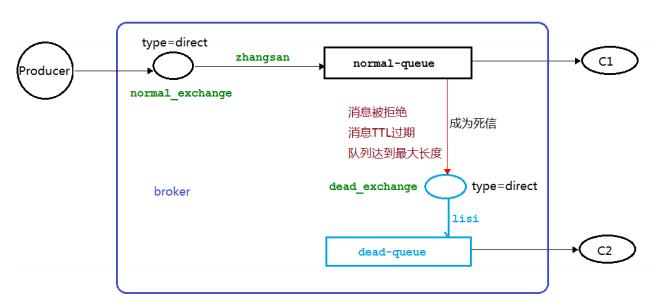 type=direct
zhangsan
normal-queue
C1
Producer
normal_exchange
消息被拒绝
消息TTL过期
成为死信
队列达到最大长度
dead_exchange
type=direct
broker
lisi
dead-queue
C2